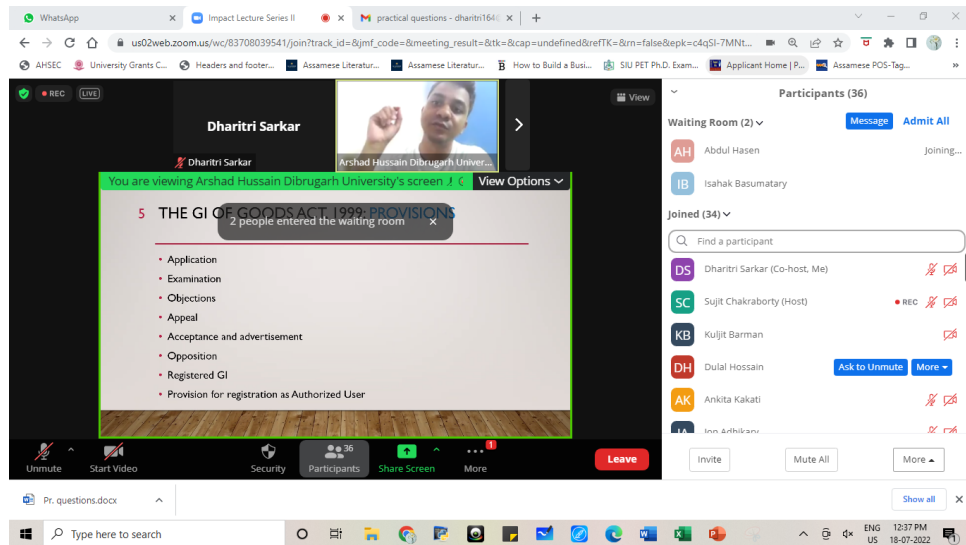 WhatsApp
Impact Lecture Series II
practical questions - dharitri164(
us02web.zoom.us/wc/83708039541/join?track_id=&jmf_code=&meeting_result=&tk=&cap=undefined&refTK=&rn=false&epk=c4qSI-7MNt...
AHSEC
University Grants C...
Headers and footer...
Assamese Literatur...
Assamese Literatur...
How to Build a Busi...
SIU PET Ph.D. Exam...
Applicant Home | P...
Assamese POS-Tag...
REC
LIVE
View
Dharitri Sarkar
Dharitri Sarkar
Arshad Hussain Dibrugarh Univer...
You are viewing Arshad Hussain Dibrugarh University's screen
View Options
5 THE GI OF GOODS ACT, 1999: PROVISIONS
2 people entered the waiting room ×
• Application
• Examination
• Objections
• Appeal
• Acceptance and advertisement
• Opposition
• Registered GI
• Provision for registration as Authorized User
Unmute
Start Video
Security
36
Participants
Share Screen
1
More
Leave
Participants (36)
Waiting Room (2)
Message
Admit All
AH Abdul Hasen Joining...
IB Isahak Basumatary
Joined (34)
Find a participant
DS Dharitri Sarkar (Co-host, Me)
SC Sujit Chakraborty (Host) REC
KB Kuljit Barman
DH Dulal Hossain Ask to Unmute More
AK Ankita Kakati
Invite
Mute All
More
Pr. questions.docx
Show all
Type here to search
ENG
US
12:37 PM
18-07-2022
1